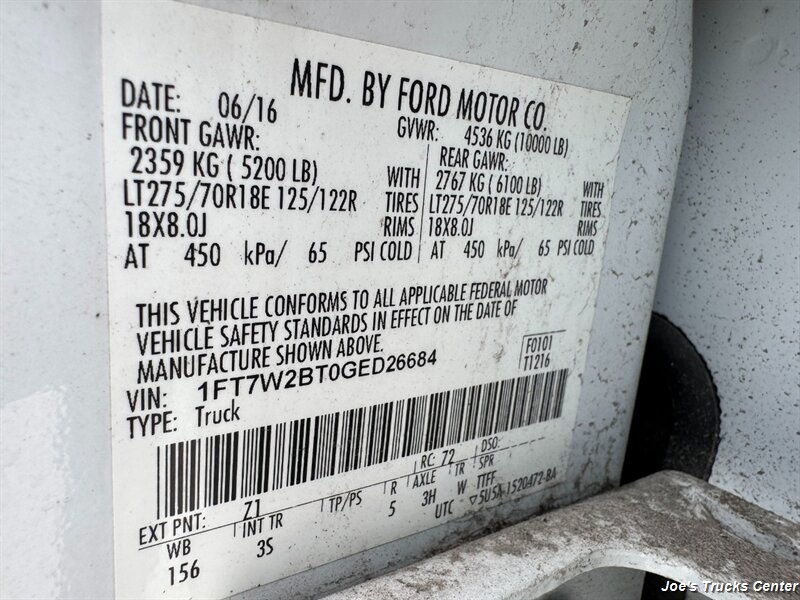 MFD. BY FORD MOTOR CO.
DATE: 06/16
GVWR: 4536 KG (10000 LB)
FRONT GAWR:
REAR GAWR:
2359 KG ( 5200 LB)
2767 KG ( 6100 LB)
WITH
WITH
LT275/70R18E 125/122R TIRES
LT275/70R18E 125/122R TIRES
18X8.0J RIMS
18X8.0J RIMS
AT 450 kPa/ 65 PSI COLD
AT 450 kPa/ 65 PSI COLD
THIS VEHICLE CONFORMS TO ALL APPLICABLE FEDERAL MOTOR
VEHICLE SAFETY STANDARDS IN EFFECT ON THE DATE OF
MANUFACTURE SHOWN ABOVE.
F0101
T1216
VIN: 1FT7W2BT0GED26684
TYPE: Truck
EXT PNT: Z1 RC: 72 DSO:
WB INT TR TP/PS R AXLE TR SPR
156 3S 5 3H W TTFF
UTC ▽5USA-1520472-BA
Joe's Trucks Center